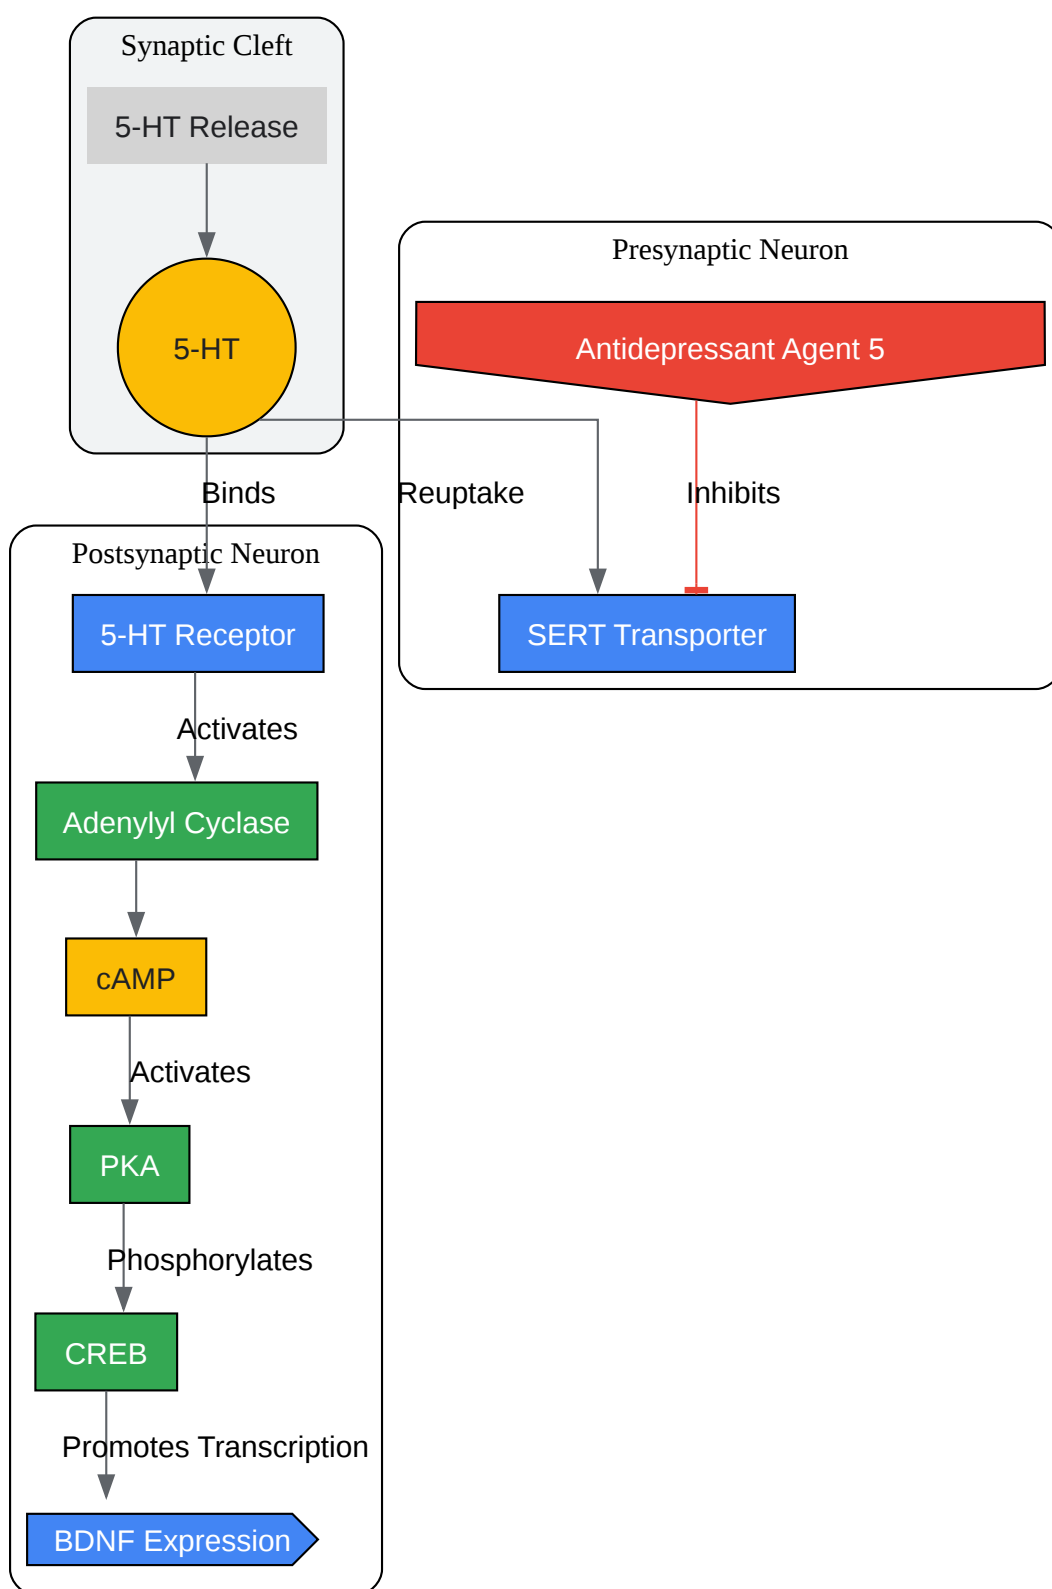 Synaptic Cleft
5-HT Release
5-HT
Binds
Presynaptic Neuron
Antidepressant Agent 5
Reuptake
Inhibits
SERT Transporter
Postsynaptic Neuron
5-HT Receptor
Activates
Adenylyl Cyclase
cAMP
Activates
PKA
Phosphorylates
CREB
Promotes Transcription
BDNF Expression